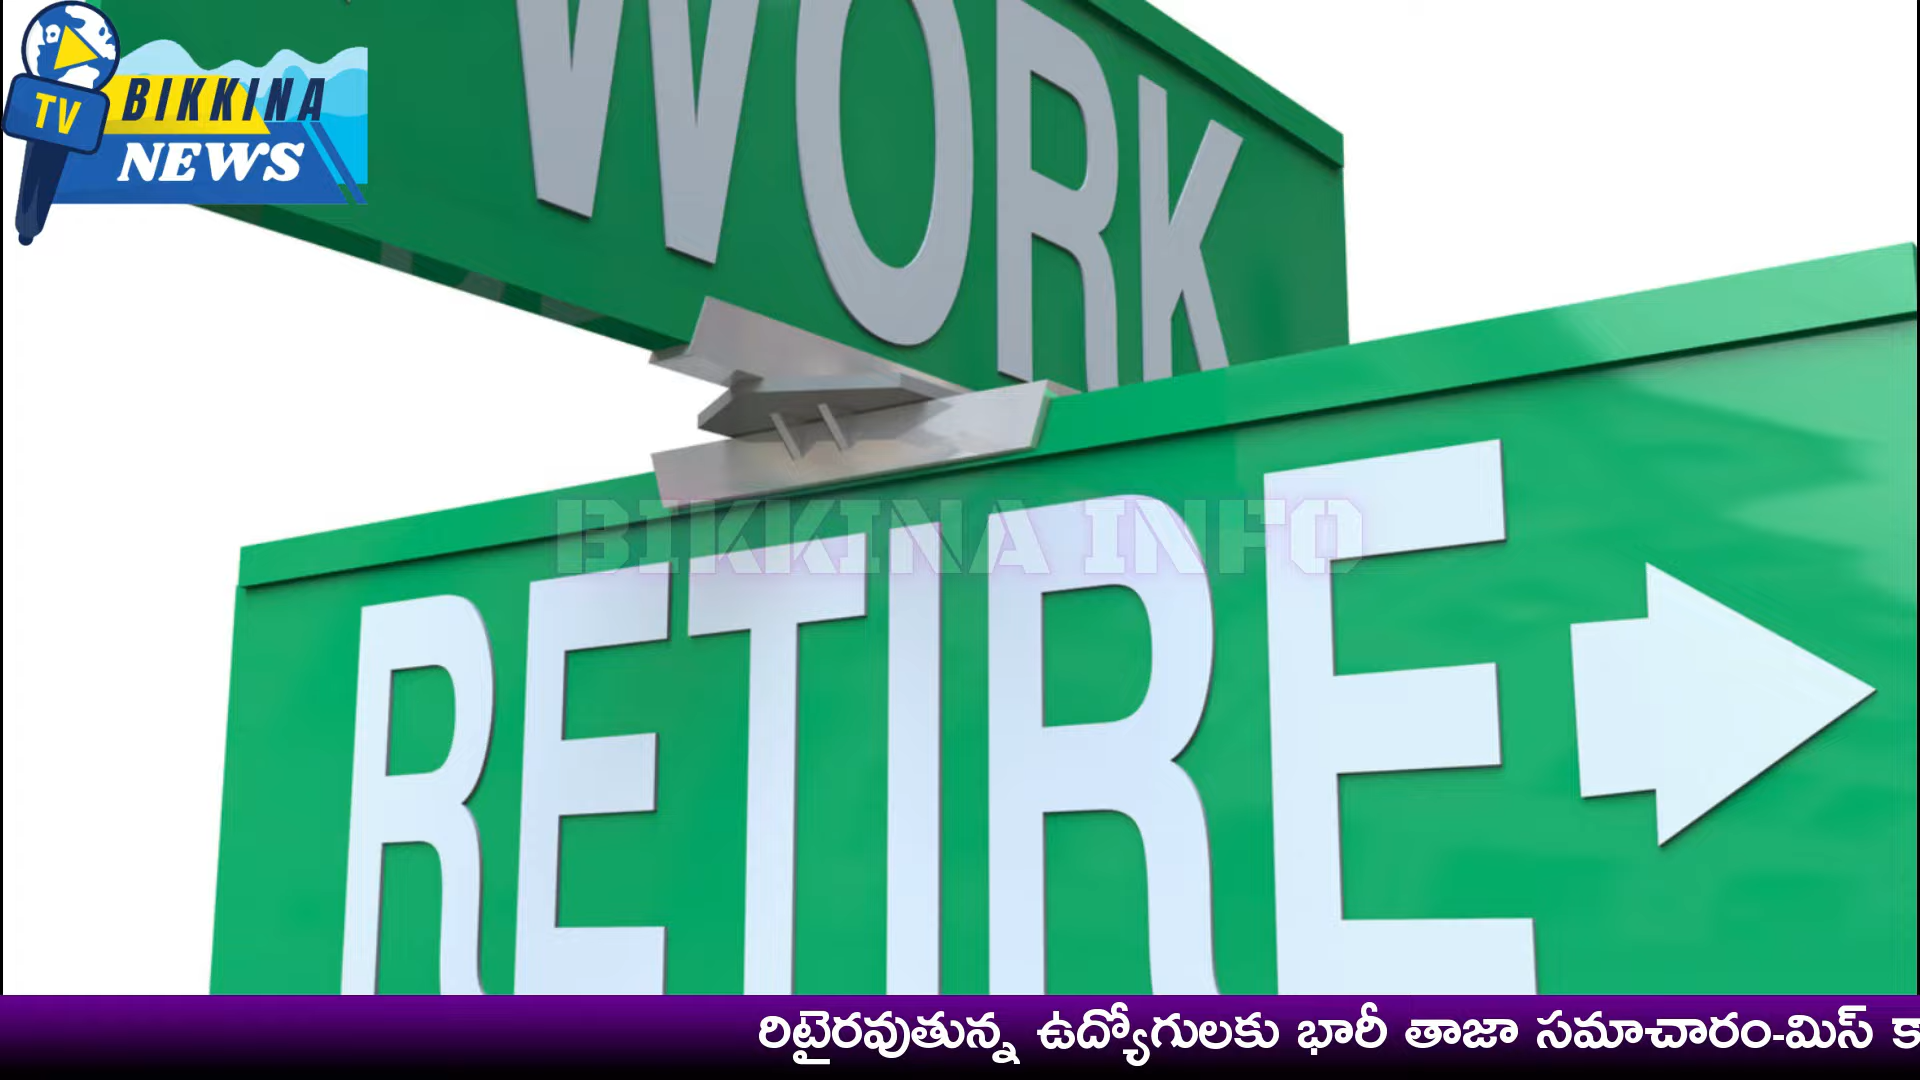 WORK
TV
BIKKINA
NEWS
BIKKINA INFO
RETIRE
రిటైరవుతున్న ఉద్యోగులకు భారీ తాజా సమాచారం-మిస్ కా